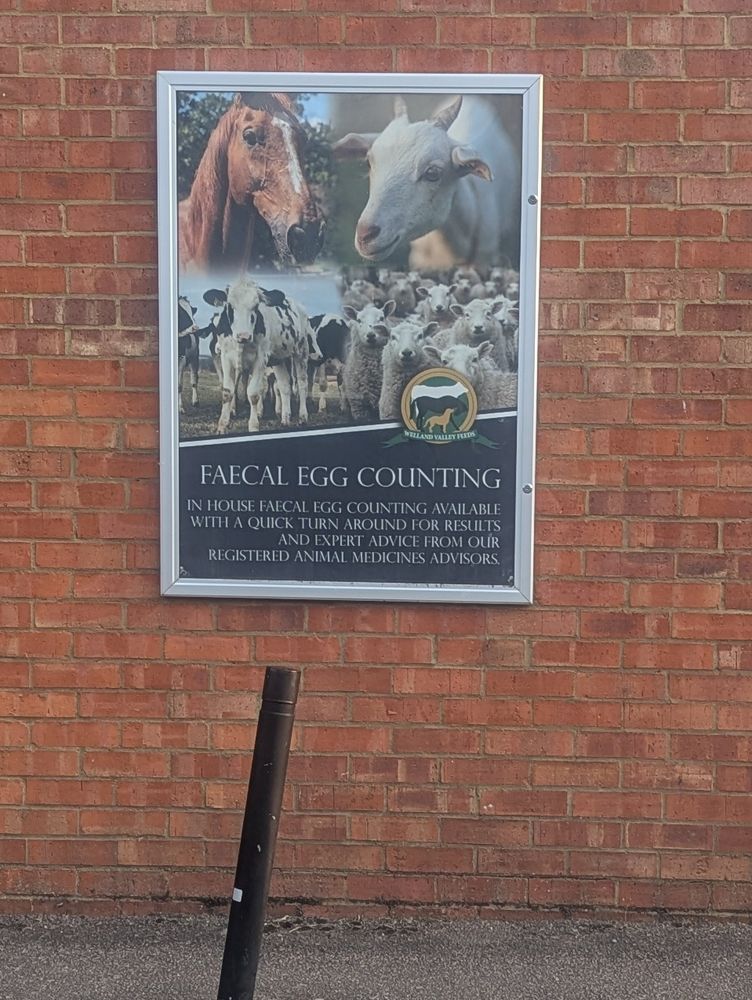 WELLAND VALLEY FEEDS
FAECAL EGG COUNTING
IN HOUSE FAECAL EGG COUNTING AVAILABLE
WITH A QUICK TURN AROUND FOR RESULTS
AND EXPERT ADVICE FROM OUR
REGISTERED ANIMAL MEDICINES ADVISORS.